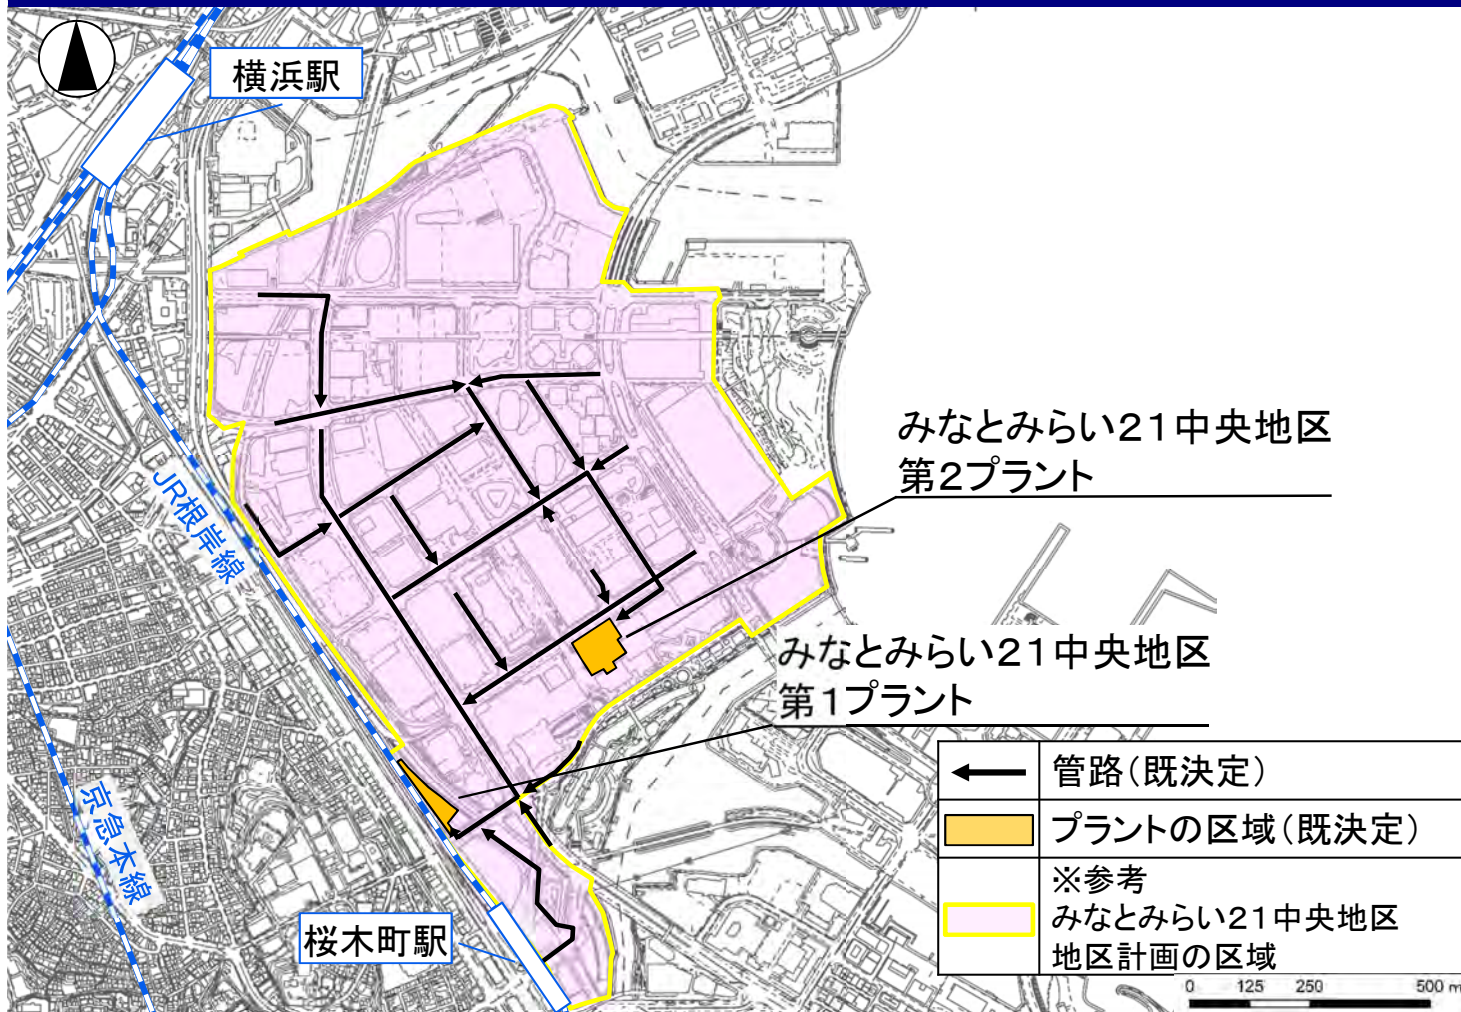 横浜駅
みなとみらい21中央地区
第2プラント
JR根岸線
みなとみらい21中央地区
第1プラント
管路(既決定)
プラントの区域(既決定)
※参考
みなとみらい21中央地区
地区計画の区域
京急本線
桜木町駅
0 125 250 500 m